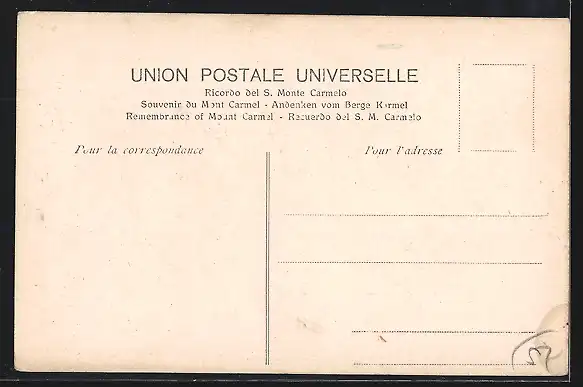 UNION POSTALE UNIVERSELLE
Ricordo del S. Monte Carmelo
Souvenir du Mont Carmel - Andenken vom Berge Karmel
Remembrance of Mount Carmel - Recuerdo del S. M. Carmelo
Pour la correspondance
Pour l'adresse